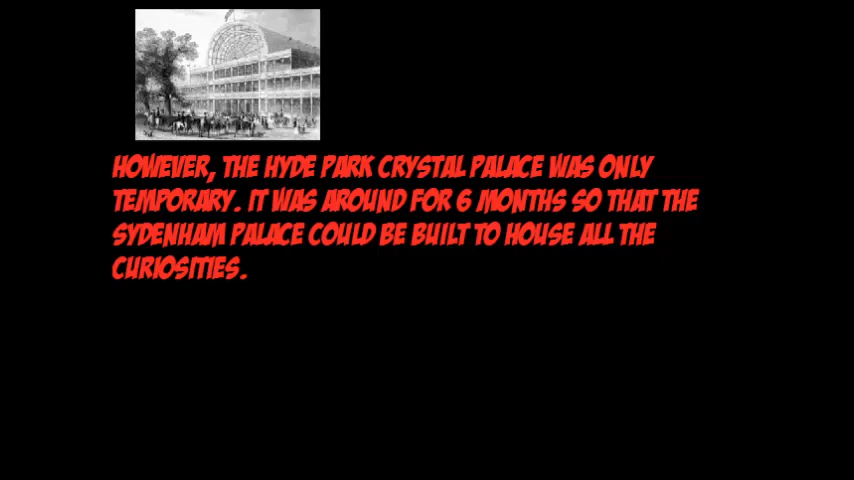 HOWEVER, THE HYDE PARK CRYSTAL PALACE WAS ONLY
TEMPORARY. IT WAS AROUND FOR 6 MONTHS SO THAT THE
SYDENHAM PALACE COULD BE BUILT TO HOUSE ALL THE
CURIOSITIES.